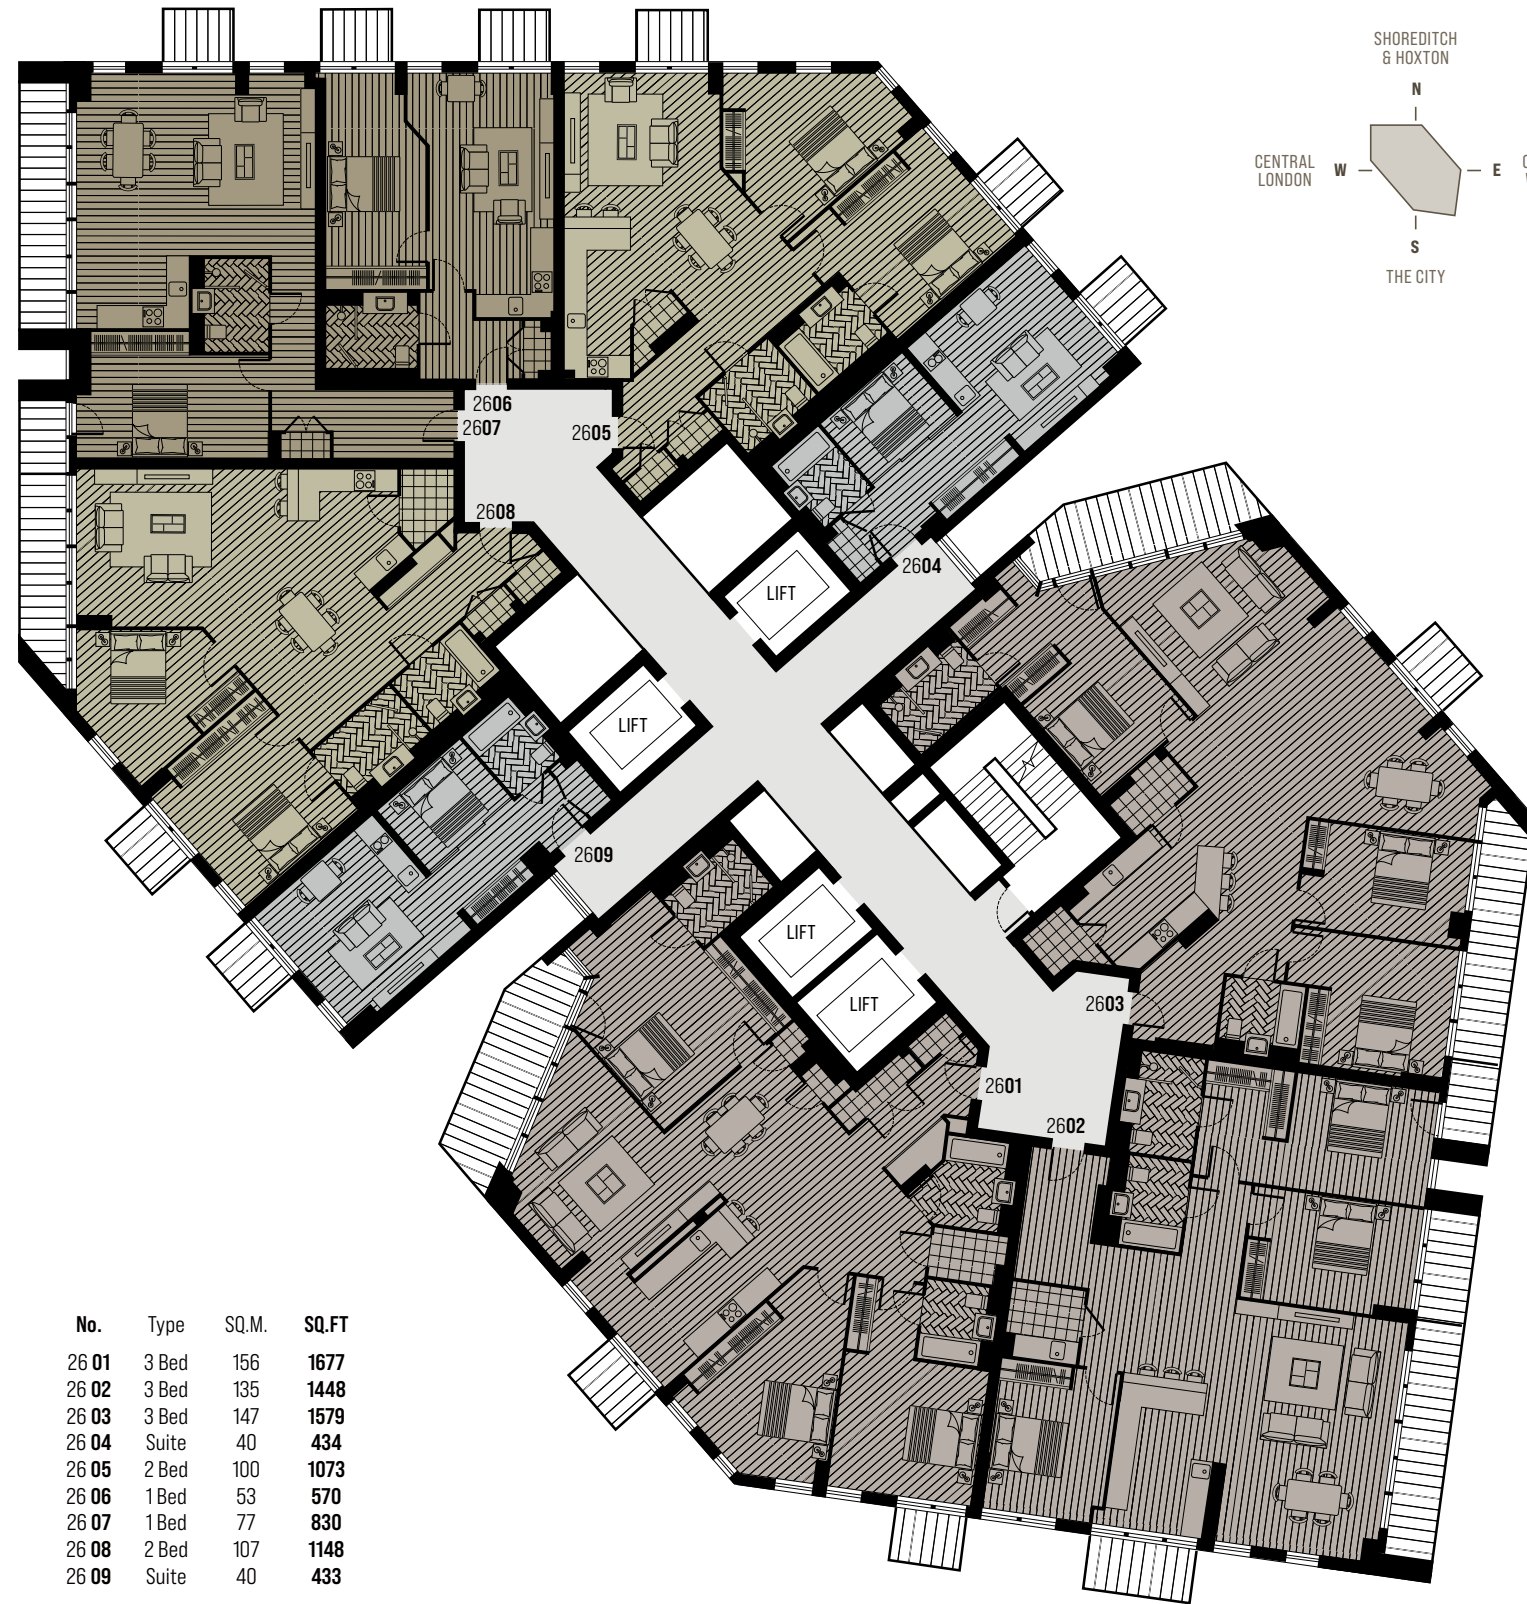 SHOREDITCH
& HOXTON
N
CENTRAL
LONDON
W
E
S
THE CITY
2606
2607
2605
2608
2604
LIFT
LIFT
2609
LIFT
LIFT
2603
2601
2602
No. Type SQ.M. SQ.FT
26 01 3 Bed 156 1677
26 02 3 Bed 135 1448
26 03 3 Bed 147 1579
26 04 Suite 40 434
26 05 2 Bed 100 1073
26 06 1 Bed 53 570
26 07 1 Bed 77 830
26 08 2 Bed 107 1148
26 09 Suite 40 433